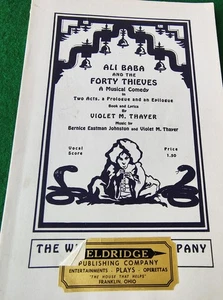 ALI BABA
AND THE
FORTY THIEVES
A Musical Comedy
in
Two Acts, a Prologue and an Epilogue
Book and Lyrics
By
VIOLET M. THAYER
Music by
Bernice Eastman Johnston and Violet M. Thayer
Vocal Score
Price 1.00
THE W PANY
ELDRIDGE
PUBLISHING COMPANY
ENTERTAINMENTS · PLAYS · OPERETTAS
"THE HOUSE THAT HELPS"
FRANKLIN, OHIO